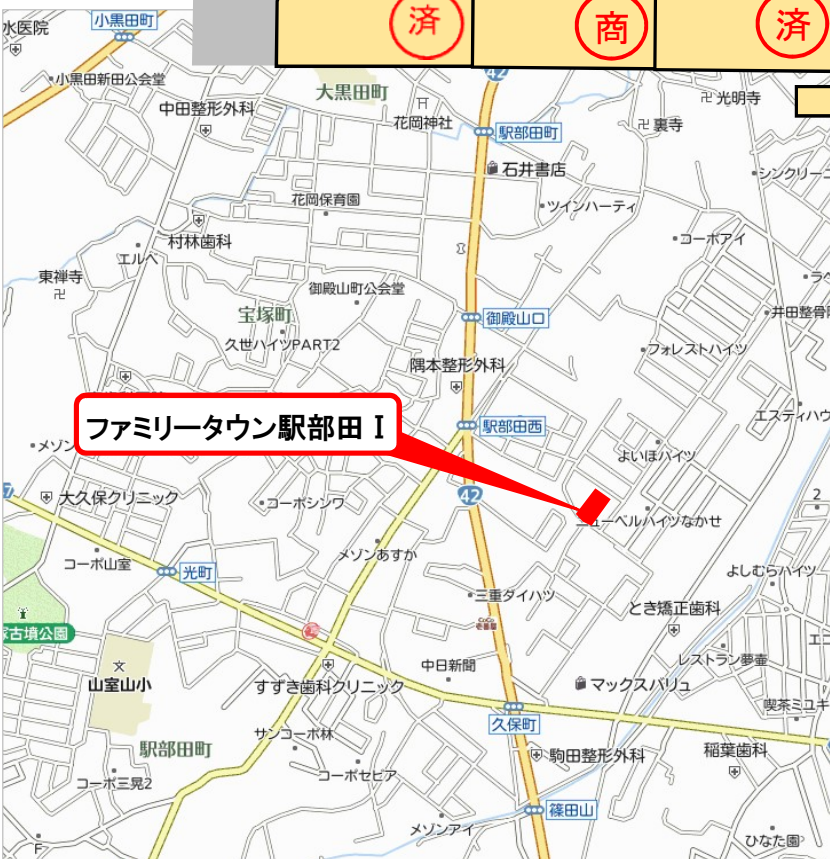 済
商
済
水医院
小黒田町
42
小黒田新田公会堂
大黒田町
中田整形外科
花岡神社
駅部田町
裏寺
光明寺
石井書店
シンクリーニ
花岡保育園
ツインハーティ
村林歯科
エルベ
コーポアイ
東禅寺
御殿山町公会堂
宝塚町
御殿山口
井田整骨院
久世ハイツPART2
隅本整形外科
フォレストハイツ
ファミリータウン駅部田Ⅰ
駅部田西
エスティハウ
メゾン
よいほハイツ
大久保クリニック
コーポシンワ
42
2
ニューベルハイツなかせ
メゾンあすか
コーポ山室
光町
よしむらハイツ
三重ダイハツ
とき矯正歯科
CoCo壱番屋
塚古墳公園
中日新聞
レストラン夢壷
山室山小
すずき歯科クリニック
マックスバリュ
喫茶ミユキ
久保町
サンコーポ林
駅部田町
駒田整形外科
稲葉歯科
コーポ三晃2
コーポセビア
篠田山
メゾンアイ
ひなた園
F